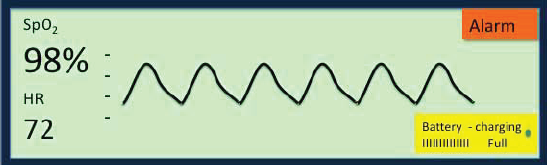 SpO₂
98%
HR
72
Alarm
Battery - charging
Full